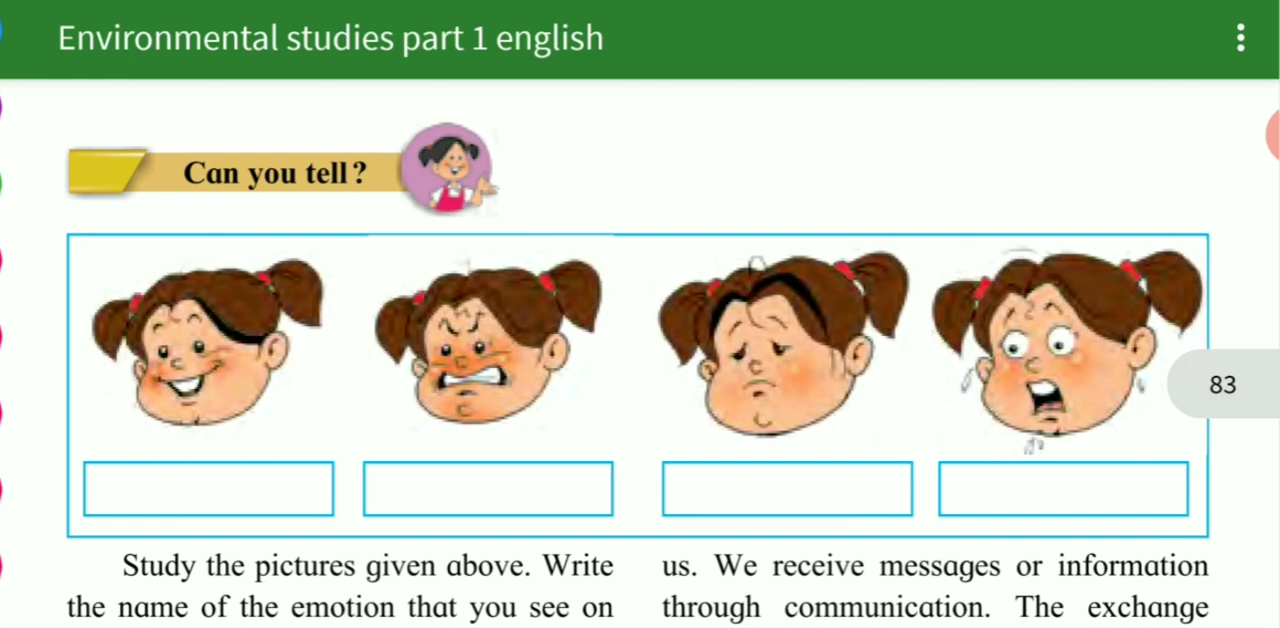 Environmental studies part 1 english
Can you tell?
83
Study the pictures given above. Write
the name of the emotion that you see on
us. We receive messages or information
through communication. The exchange